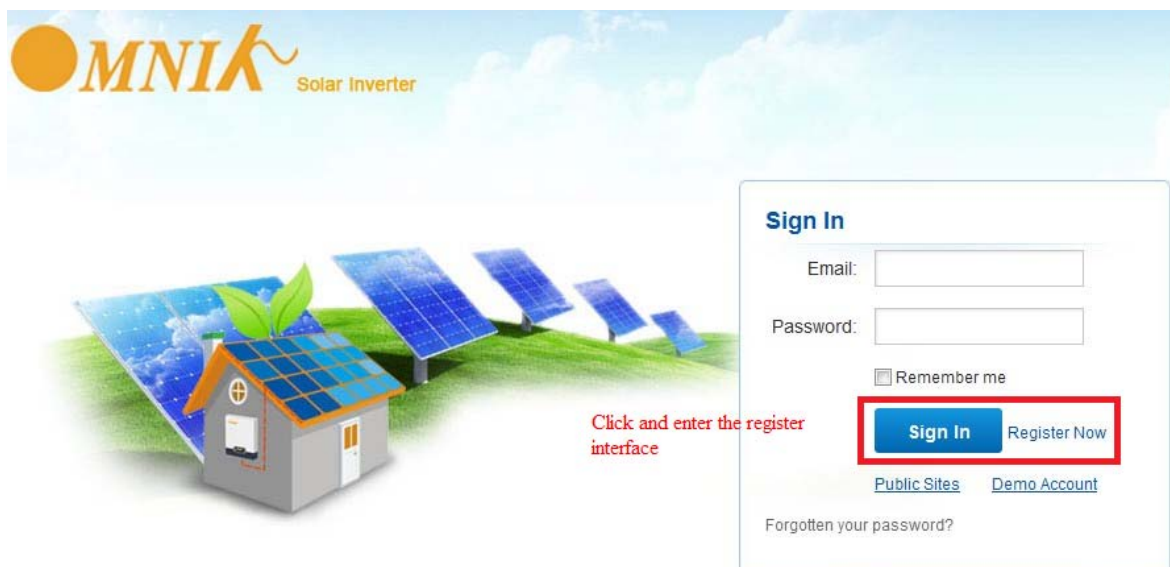 OMNIK Solar Inverter
Sign In
Email:
Password:
Remember me
Click and enter the register
interface
Sign In Register Now
Public Sites Demo Account
Forgotten your password?